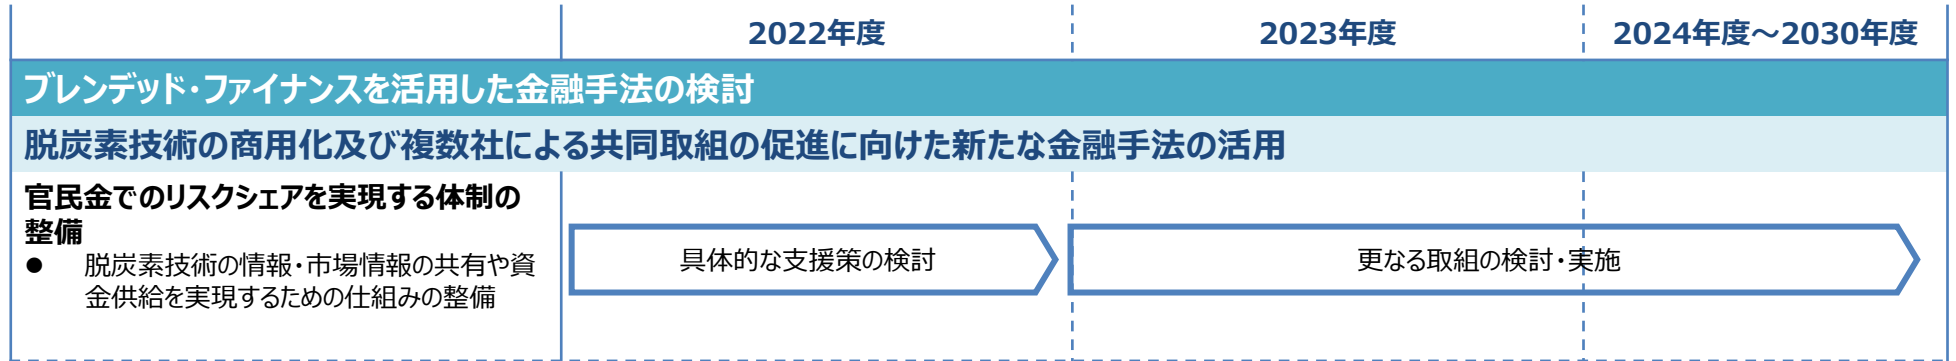 2022年度 2023年度 2024年度～2030年度
ブレンデッド・ファイナンスを活用した金融手法の検討
脱炭素技術の商用化及び複数社による共同取組の促進に向けた新たな金融手法の活用
官民金でのリスクシェアを実現する体制の
整備
● 脱炭素技術の情報・市場情報の共有や資
金供給を実現するための仕組みの整備
具体的な支援策の検討
更なる取組の検討・実施